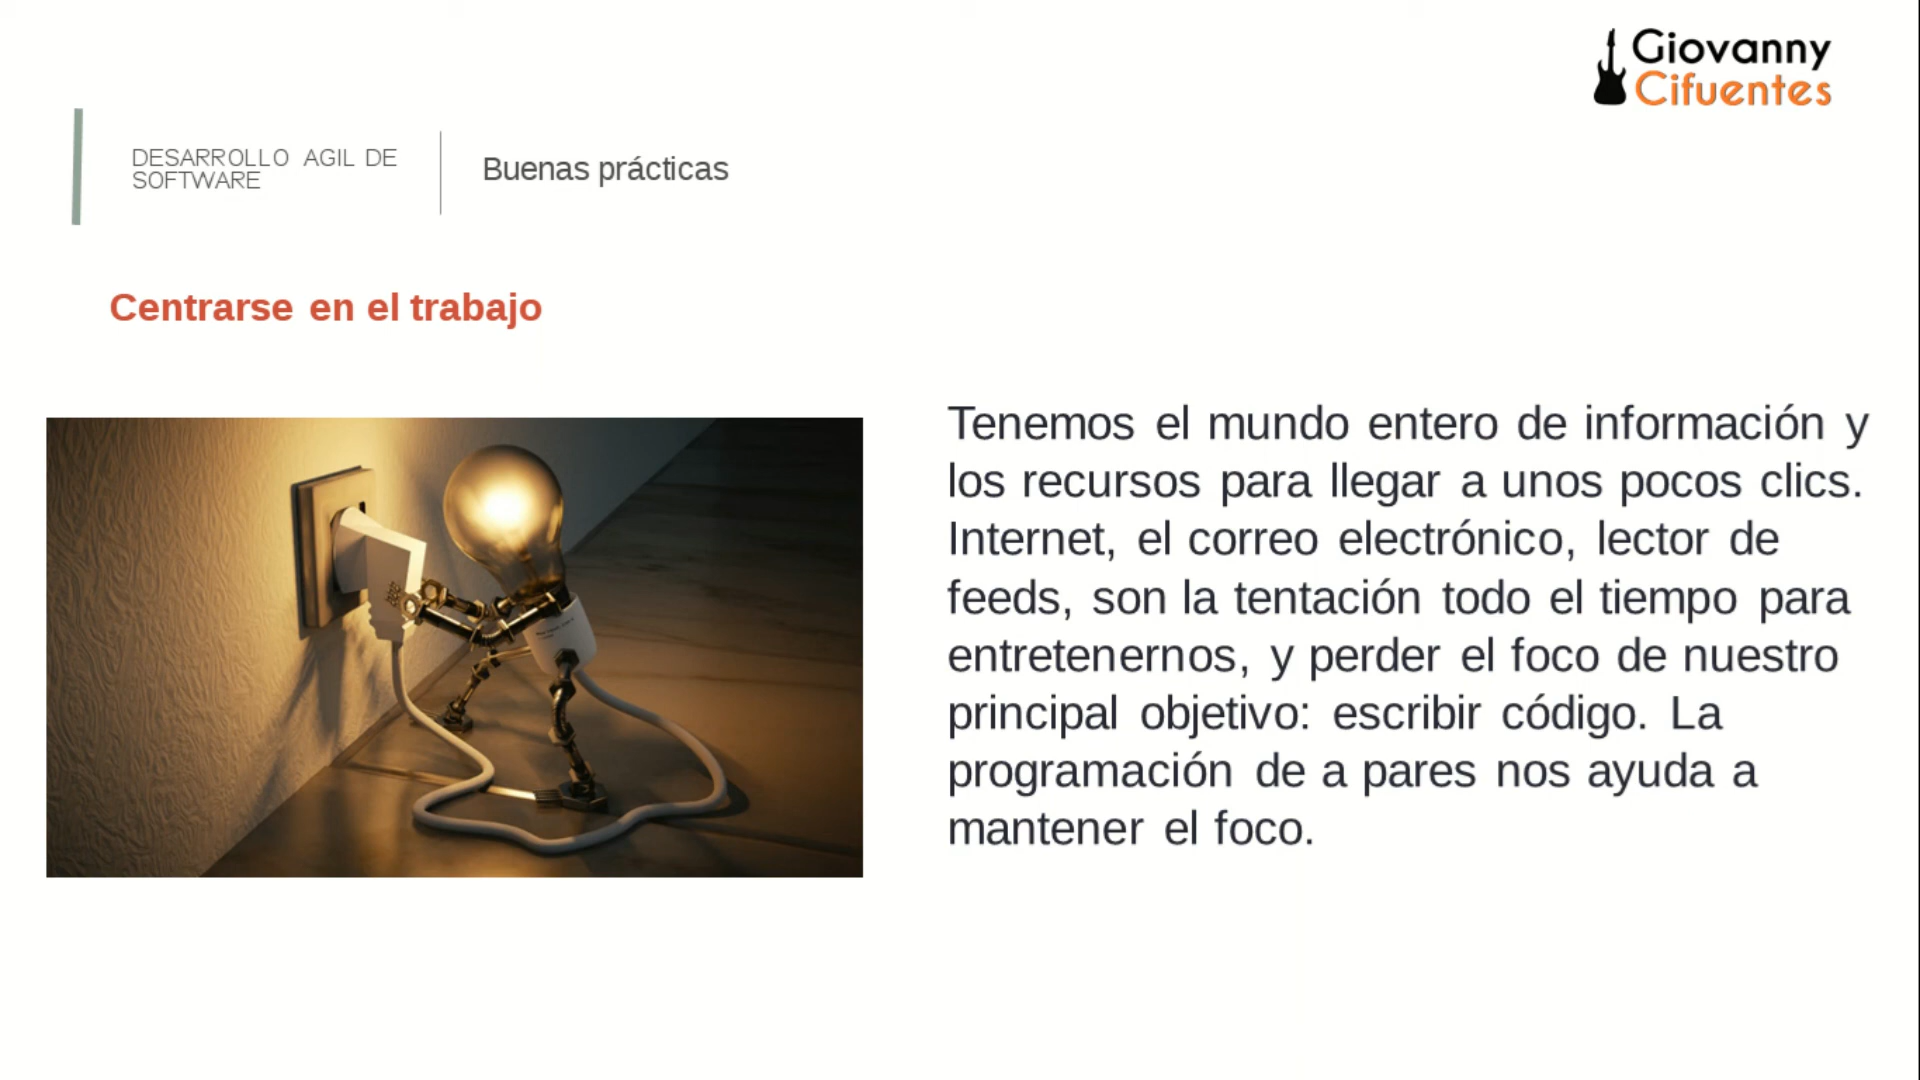 Giovanny
Cifuentes
DESARROLLO AGIL DE
SOFTWARE
Buenas prácticas
Centrarse en el trabajo
Tenemos el mundo entero de información y
los recursos para llegar a unos pocos clics.
Internet, el correo electrónico, lector de
feeds, son la tentación todo el tiempo para
entretenernos, y perder el foco de nuestro
principal objetivo: escribir código. La
programación de a pares nos ayuda a
mantener el foco.